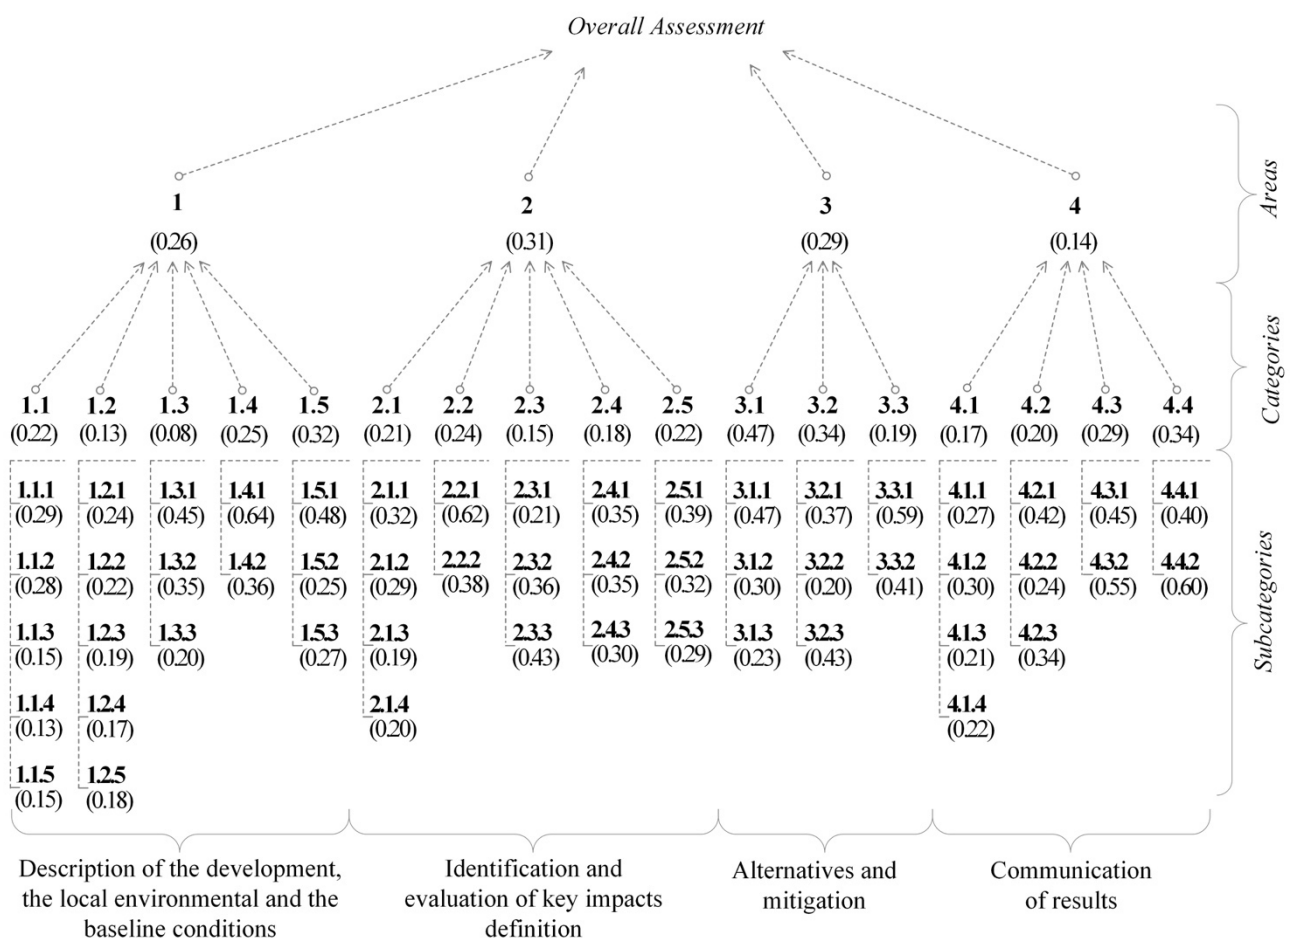 Overall Assessment
Areas
1 2 3 4
(0.26) (0.31) (0.29) (0.14)
Categories
1.1 1.2 1.3 1.4 1.5 2.1 2.2 2.3 2.4 2.5 3.1 3.2 3.3 4.1 4.2 4.3 4.4
(0.22) (0.13) (0.08) (0.25) (0.32) (0.21) (0.24) (0.15) (0.18) (0.22) (0.47) (0.34) (0.19) (0.17) (0.20) (0.29) (0.34)
Subcategories
1.1.1 1.2.1 1.3.1 1.4.1 1.5.1 2.1.1 2.2.1 2.3.1 2.4.1 2.5.1 3.1.1 3.2.1 3.3.1 4.1.1 4.2.1 4.3.1 4.4.1
(0.29) (0.24) (0.45) (0.64) (0.48) (0.32) (0.62) (0.21) (0.35) (0.39) (0.47) (0.37) (0.59) (0.27) (0.42) (0.45) (0.40)
1.1.2 1.2.2 1.3.2 1.4.2 1.5.2 2.1.2 2.2.2 2.3.2 2.4.2 2.5.2 3.1.2 3.2.2 3.3.2 4.1.2 4.2.2 4.3.2 4.4.2
(0.28) (0.22) (0.35) (0.36) (0.25) (0.29) (0.38) (0.36) (0.35) (0.32) (0.30) (0.20) (0.41) (0.30) (0.24) (0.55) (0.60)
1.1.3 1.2.3 1.3.3 1.5.3 2.1.3 2.3.3 2.4.3 2.5.3 3.1.3 3.2.3 4.1.3 4.2.3
(0.15) (0.19) (0.20) (0.27) (0.19) (0.43) (0.30) (0.29) (0.23) (0.43) (0.21) (0.34)
1.1.4 1.2.4 2.1.4 4.1.4
(0.13) (0.17) (0.20) (0.22)
1.1.5 1.2.5
(0.15) (0.18)
Description of the development,
the local environmental and the
baseline conditions
Identification and
evaluation of key impacts
definition
Alternatives and
mitigation
Communication
of results